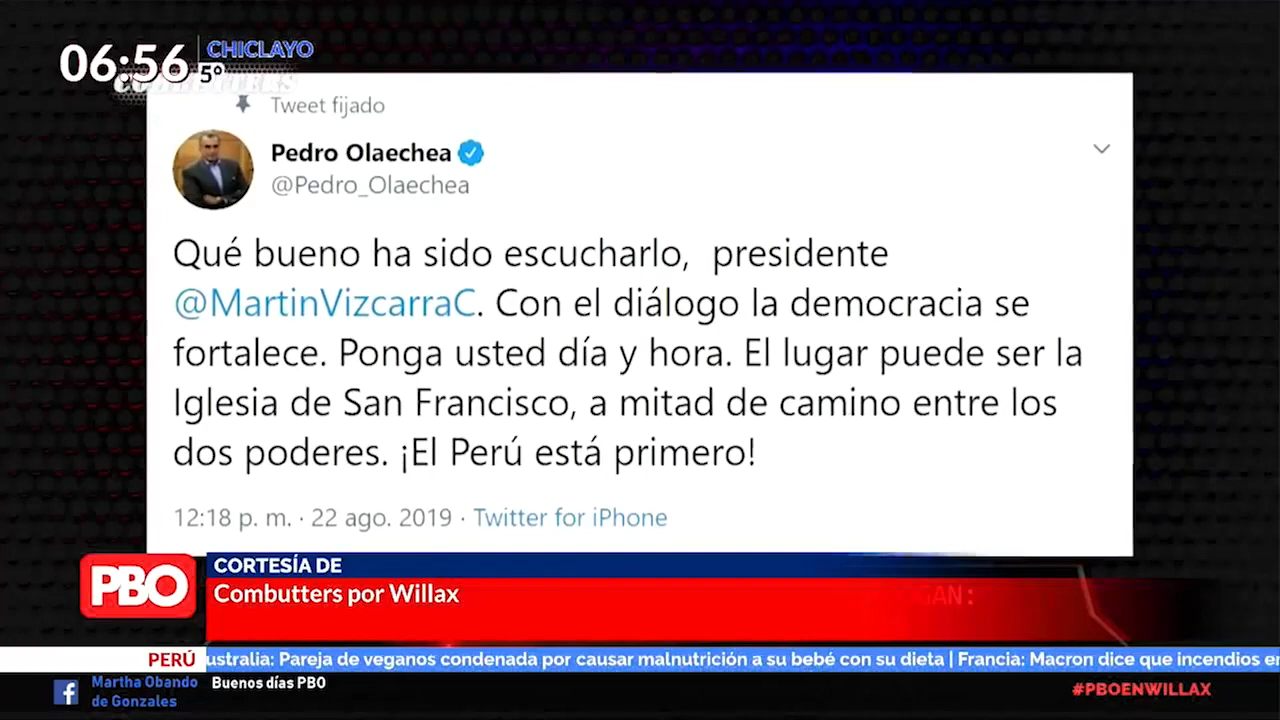 06:56
CHICLAYO
5°
Tweet fijado
Pedro Olaechea
@Pedro_Olaechea
Qué bueno ha sido escucharlo,  presidente
@MartinVizcarraC. Con el diálogo la democracia se
fortalece. Ponga usted día y hora. El lugar puede ser la
Iglesia de San Francisco, a mitad de camino entre los
dos poderes. ¡El Perú está primero!
12:18 p. m. · 22 ago. 2019 · Twitter for iPhone
PBO
CORTESÍA DE
Combutters por Willax
PERÚ
ustralia: Pareja de veganos condenada por causar malnutrición a su bebé con su dieta | Francia: Macron dice que incendios e
Martha Obando
de Gonzales
Buenos días PBO
#PBOENWILLAX